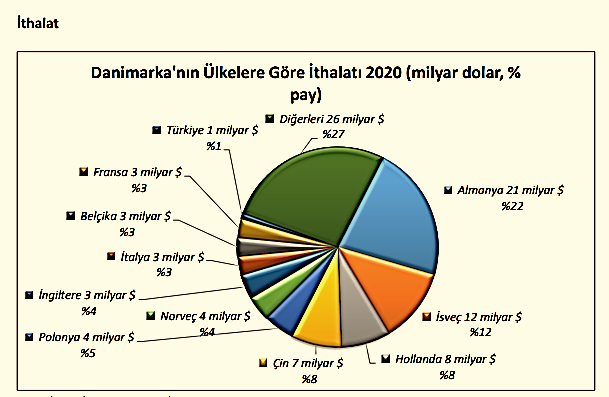 İthalat
Danimarka'nın Ülkelere Göre İthalatı 2020 (milyar dolar, %
pay)
Diğerleri 26 milyar $
%27
Türkiye 1 milyar $
%1
Fransa 3 milyar $
%3
Almanya 21 milyar $
%22
Belçika 3 milyar $
%3
İtalya 3 milyar $
%3
İngiltere 3 milyar $
%4
Norveç 4 milyar $
%4
İsveç 12 milyar $
%12
Polonya 4 milyar $
%5
Çin 7 milyar $
%8
Hollanda 8 milyar $
%8